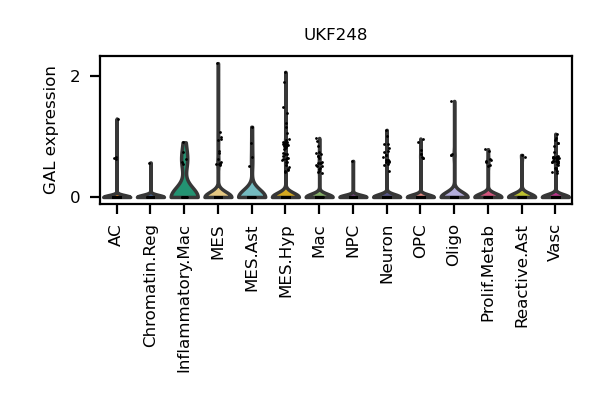 UKF248
GAL expression
2
0
AC
Chromatin.Reg
Inflammatory.Mac
MES
MES.Ast
MES.Hyp
Mac
NPC
Neuron
OPC
Oligo
Prolif.Metab
Reactive.Ast
Vasc